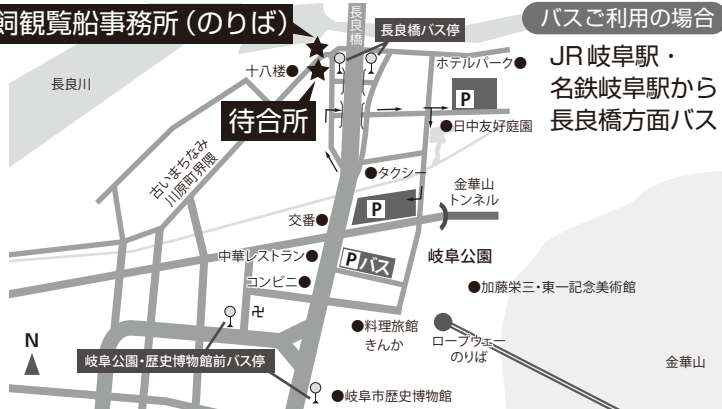 飼観覧船事務所(のりば)
長良橋
長良橋バス停
バスご利用の場合
JR岐阜駅・
名鉄岐阜駅から
長良橋方面バス
十八楼●
ホテルパーク●
長良川
P
待合所
●日中友好庭園
古いまちなみ
川原町界隈
●タクシー
金華山
トンネル
P
交番●
中華レストラン●
Pバス
岐阜公園
コンビニ●
●加藤栄三・東一記念美術館
卍
●料理旅館
きんか
ロープウェー
のりば
N
岐阜公園・歴史博物館前バス停
金華山
●岐阜市歴史博物館